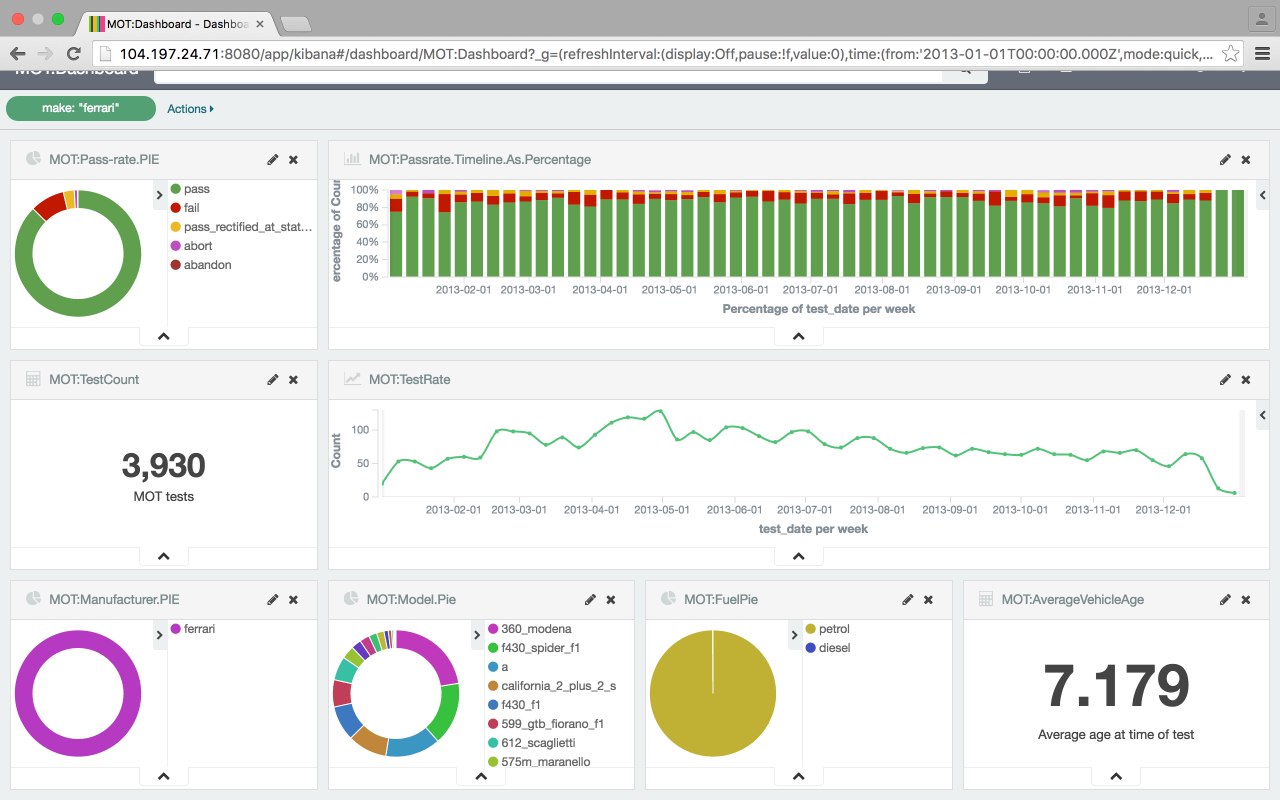 MOT:Dashboard - Dashboa
104.197.24.71:8080/app/kibana#/dashboard/MOT:Dashboard?_g=(refreshInterval:(display:Off,pause:!f,value:0),time:(from:'2013-01-01T00:00:00.000Z',mode:quick,...
MOT:Dashboard
make: "ferrari"
Actions
MOT:Pass-rate.PIE
pass
fail
pass_rectified_at_stat...
abort
abandon
MOT:Passrate.Timeline.As.Percentage
ercentage of Coun
100%
80%
60%
40%
20%
0%
2013-02-01 2013-03-01 2013-04-01 2013-05-01 2013-06-01 2013-07-01 2013-08-01 2013-09-01 2013-10-01 2013-11-01 2013-12-01
Percentage of test_date per week
MOT:TestCount
3,930
MOT tests
MOT:TestRate
Count
100
50
0
2013-02-01 2013-03-01 2013-04-01 2013-05-01 2013-06-01 2013-07-01 2013-08-01 2013-09-01 2013-10-01 2013-11-01 2013-12-01
test_date per week
MOT:Manufacturer.PIE
ferrari
MOT:Model.Pie
360_modena
f430_spider_f1
a
california_2_plus_2_s
f430_f1
599_gtb_fiorano_f1
612_scaglietti
575m_maranello
MOT:FuelPie
petrol
diesel
MOT:AverageVehicleAge
7.179
Average age at time of test